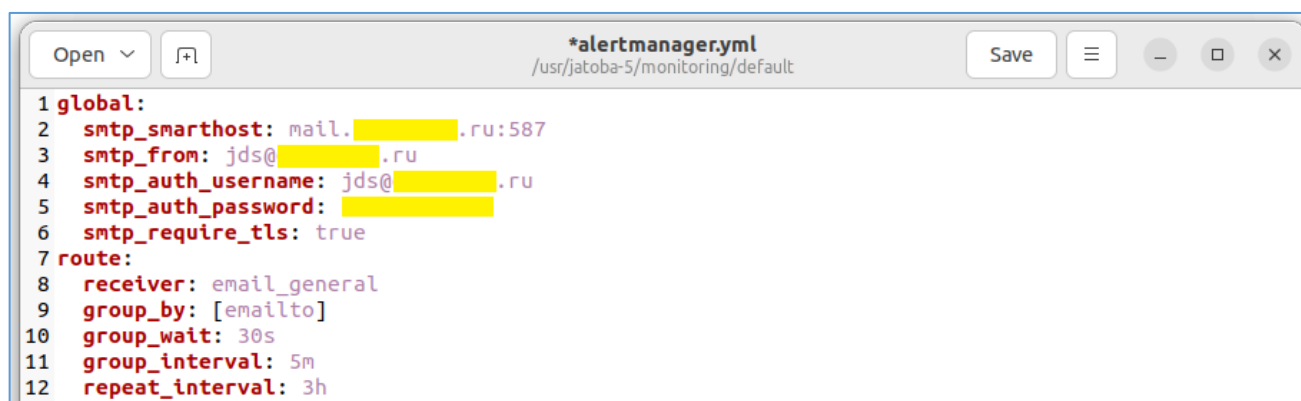 Open
*alertmanager.yml
/usr/jatoba-5/monitoring/default
Save
1 global:
2 smtp_smarthost: mail. .ru:587
3 smtp_from: jds@ .ru
4 smtp_auth_username: jds@ .ru
5 smtp_auth_password:
6 smtp_require_tls: true
7 route:
8 receiver: email_general
9 group_by: [emailto]
10 group_wait: 30s
11 group_interval: 5m
12 repeat_interval: 3h